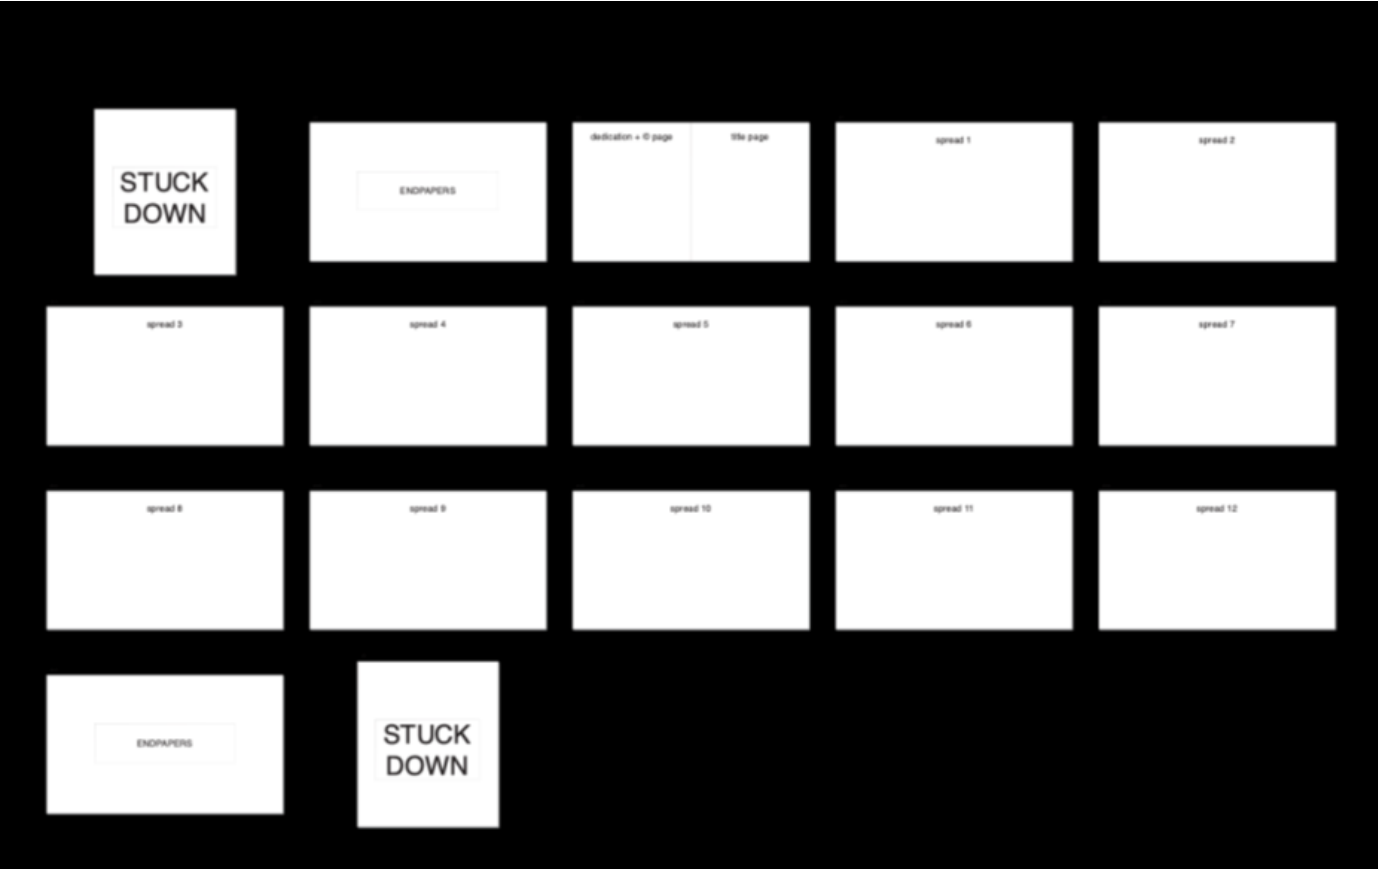 STUCK
DOWN
ENDPAPERS
dedication + © page
title page
spread 1
spread 2
spread 3
spread 4
spread 5
spread 6
spread 7
spread 8
spread 9
spread 10
spread 11
spread 12
ENDPAPERS
STUCK
DOWN